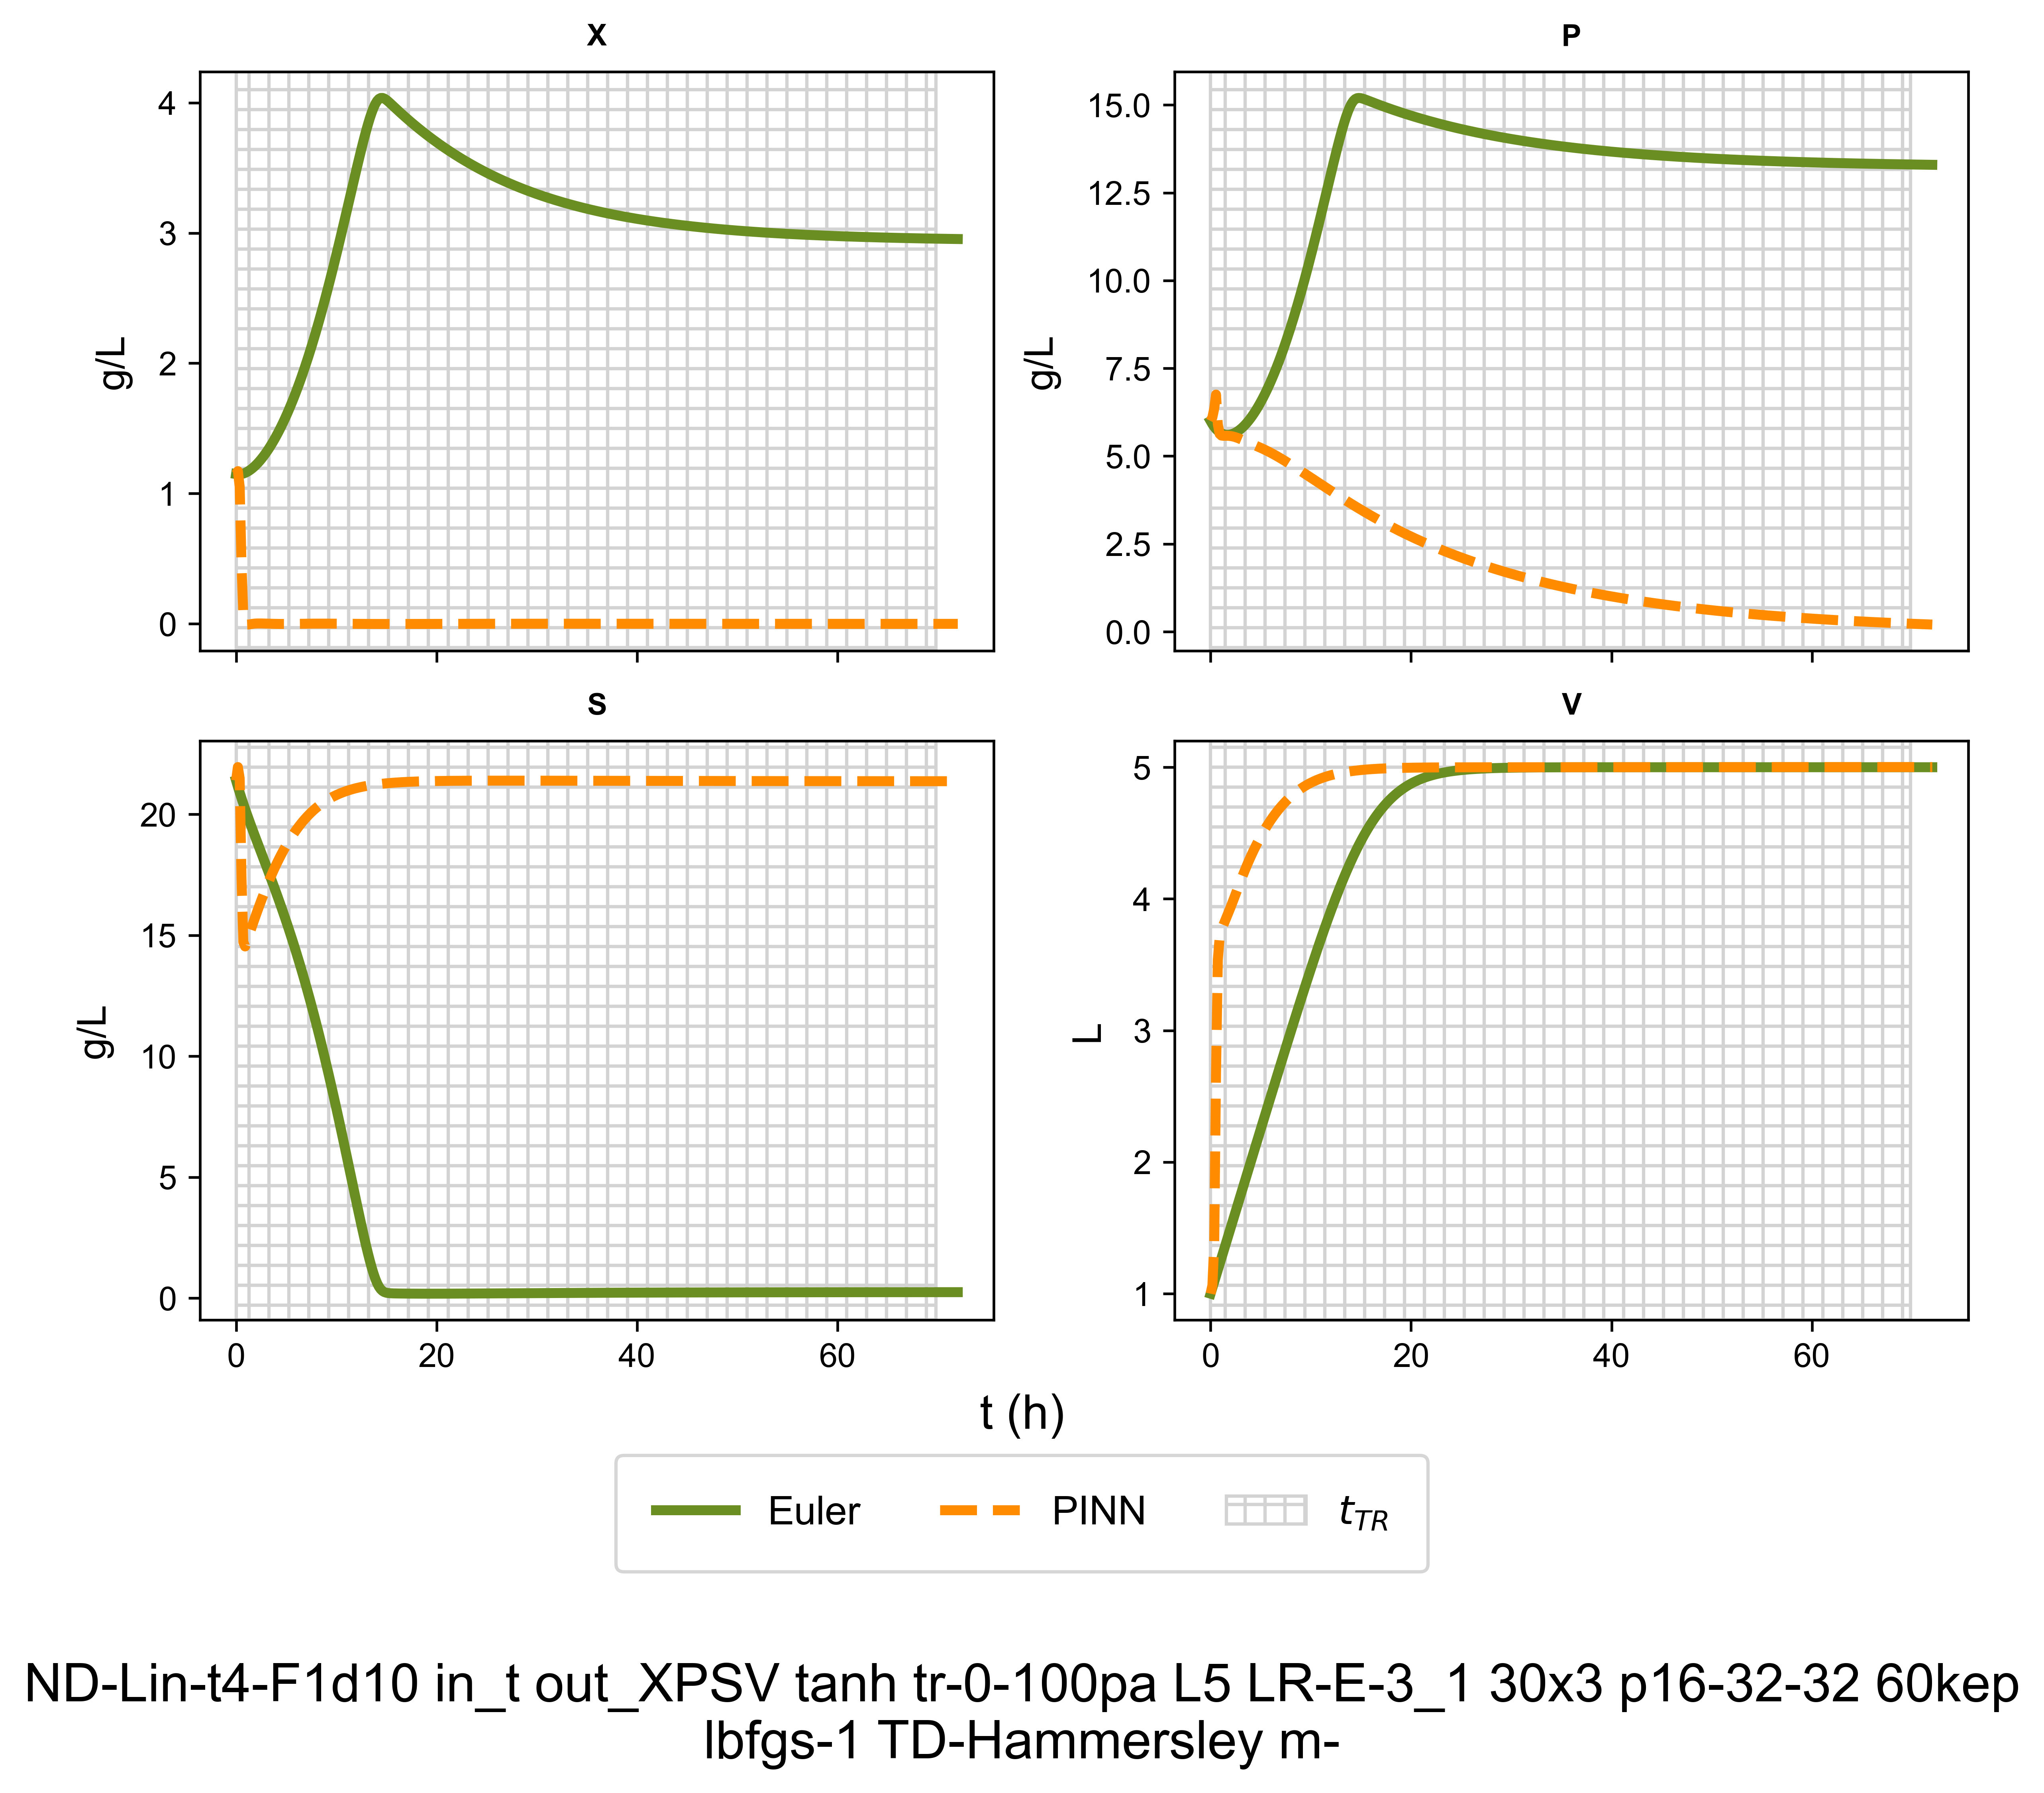 X
P
4
3
2
1
0
g/L
15.0
12.5
10.0
7.5
5.0
2.5
0.0
g/L
S
V
20
15
10
5
0
g/L
5
4
3
2
1
L
0 20 40 60
0 20 40 60
t (h)
Euler PINN t_TR
ND-Lin-t4-F1d10 in_t out_XPSV tanh tr-0-100pa L5 LR-E-3_1 30x3 p16-32-32 60kep
lbfgs-1 TD-Hammersley m-